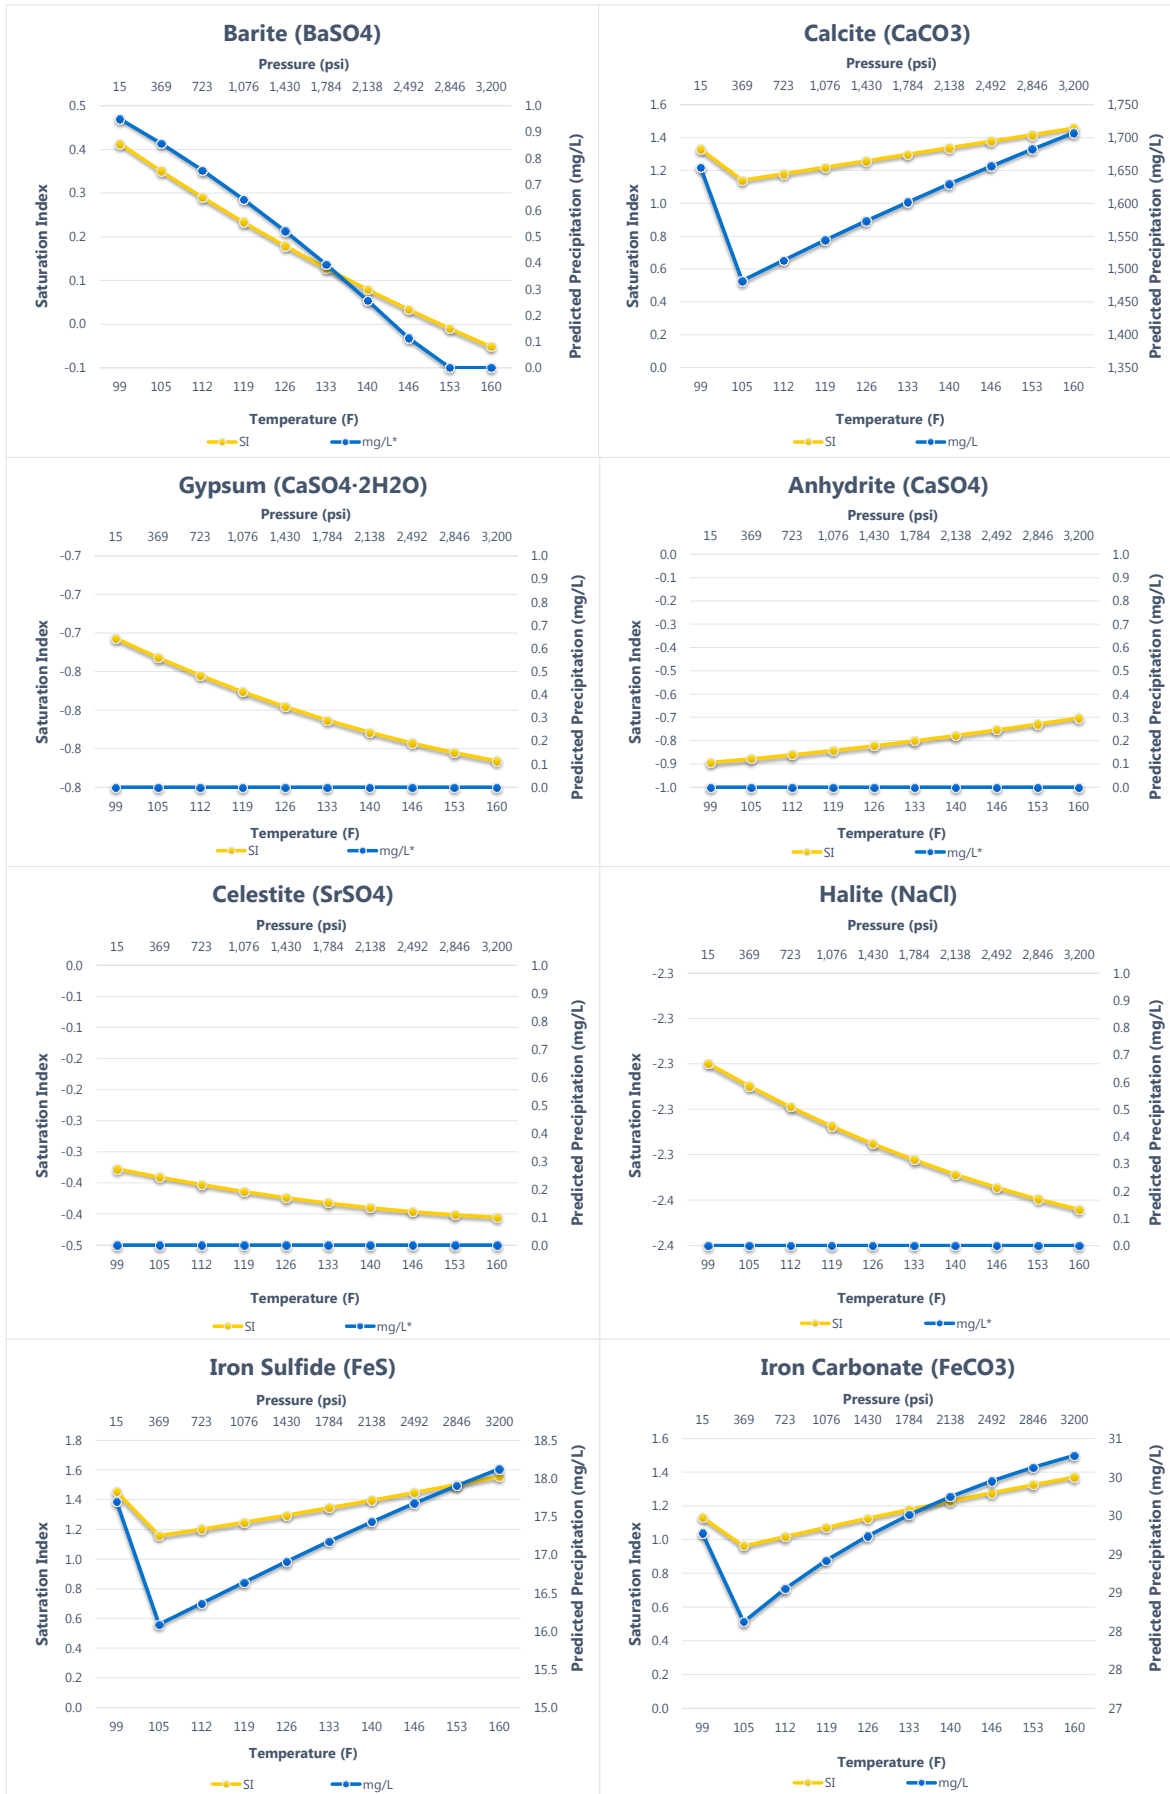 Barite (BaSO4)
Pressure (psi)
15 369 723 1,076 1,430 1,784 2,138 2,492 2,846 3,200
0.5
0.4
0.3
0.2
0.1
0.0
-0.1
Saturation Index
1.0
0.9
0.8
0.7
0.6
0.5
0.4
0.3
0.2
0.1
0.0
Predicted Precipitation (mg/L)
99 105 112 119 126 133 140 146 153 160
Temperature (F)
SI mg/L*
Calcite (CaCO3)
Pressure (psi)
15 369 723 1,076 1,430 1,784 2,138 2,492 2,846 3,200
1.6
1.4
1.2
1.0
0.8
0.6
0.4
0.2
0.0
Saturation Index
1,750
1,700
1,650
1,600
1,550
1,500
1,450
1,400
1,350
Predicted Precipitation (mg/L)
99 105 112 119 126 133 140 146 153 160
Temperature (F)
SI mg/L
Gypsum (CaSO4·2H2O)
Pressure (psi)
15 369 723 1,076 1,430 1,784 2,138 2,492 2,846 3,200
-0.7
-0.7
-0.7
-0.8
-0.8
-0.8
-0.8
Saturation Index
1.0
0.9
0.8
0.7
0.6
0.5
0.4
0.3
0.2
0.1
0.0
Predicted Precipitation (mg/L)
99 105 112 119 126 133 140 146 153 160
Temperature (F)
SI mg/L*
Anhydrite (CaSO4)
Pressure (psi)
15 369 723 1,076 1,430 1,784 2,138 2,492 2,846 3,200
0.0
-0.1
-0.2
-0.3
-0.4
-0.5
-0.6
-0.7
-0.8
-0.9
-1.0
Saturation Index
1.0
0.9
0.8
0.7
0.6
0.5
0.4
0.3
0.2
0.1
0.0
Predicted Precipitation (mg/L)
99 105 112 119 126 133 140 146 153 160
Temperature (F)
SI mg/L*
Celestite (SrSO4)
Pressure (psi)
15 369 723 1,076 1,430 1,784 2,138 2,492 2,846 3,200
0.0
-0.1
-0.1
-0.2
-0.2
-0.3
-0.3
-0.4
-0.4
-0.5
Saturation Index
1.0
0.9
0.8
0.7
0.6
0.5
0.4
0.3
0.2
0.1
0.0
Predicted Precipitation (mg/L)
99 105 112 119 126 133 140 146 153 160
Temperature (F)
SI mg/L*
Halite (NaCl)
Pressure (psi)
15 369 723 1,076 1,430 1,784 2,138 2,492 2,846 3,200
-2.3
-2.3
-2.3
-2.3
-2.3
-2.4
-2.4
Saturation Index
1.0
0.9
0.8
0.7
0.6
0.5
0.4
0.3
0.2
0.1
0.0
Predicted Precipitation (mg/L)
99 105 112 119 126 133 140 146 153 160
Temperature (F)
SI mg/L*
Iron Sulfide (FeS)
Pressure (psi)
15 369 723 1076 1430 1784 2138 2492 2846 3200
1.8
1.6
1.4
1.2
1.0
0.8
0.6
0.4
0.2
0.0
Saturation Index
18.5
18.0
17.5
17.0
16.5
16.0
15.5
15.0
Predicted Precipitation (mg/L)
99 105 112 119 126 133 140 146 153 160
Temperature (F)
SI mg/L
Iron Carbonate (FeCO3)
Pressure (psi)
15 369 723 1076 1430 1784 2138 2492 2846 3200
1.6
1.4
1.2
1.0
0.8
0.6
0.4
0.2
0.0
Saturation Index
31
30
30
29
29
28
28
27
Predicted Precipitation (mg/L)
99 105 112 119 126 133 140 146 153 160
Temperature (F)
SI mg/L